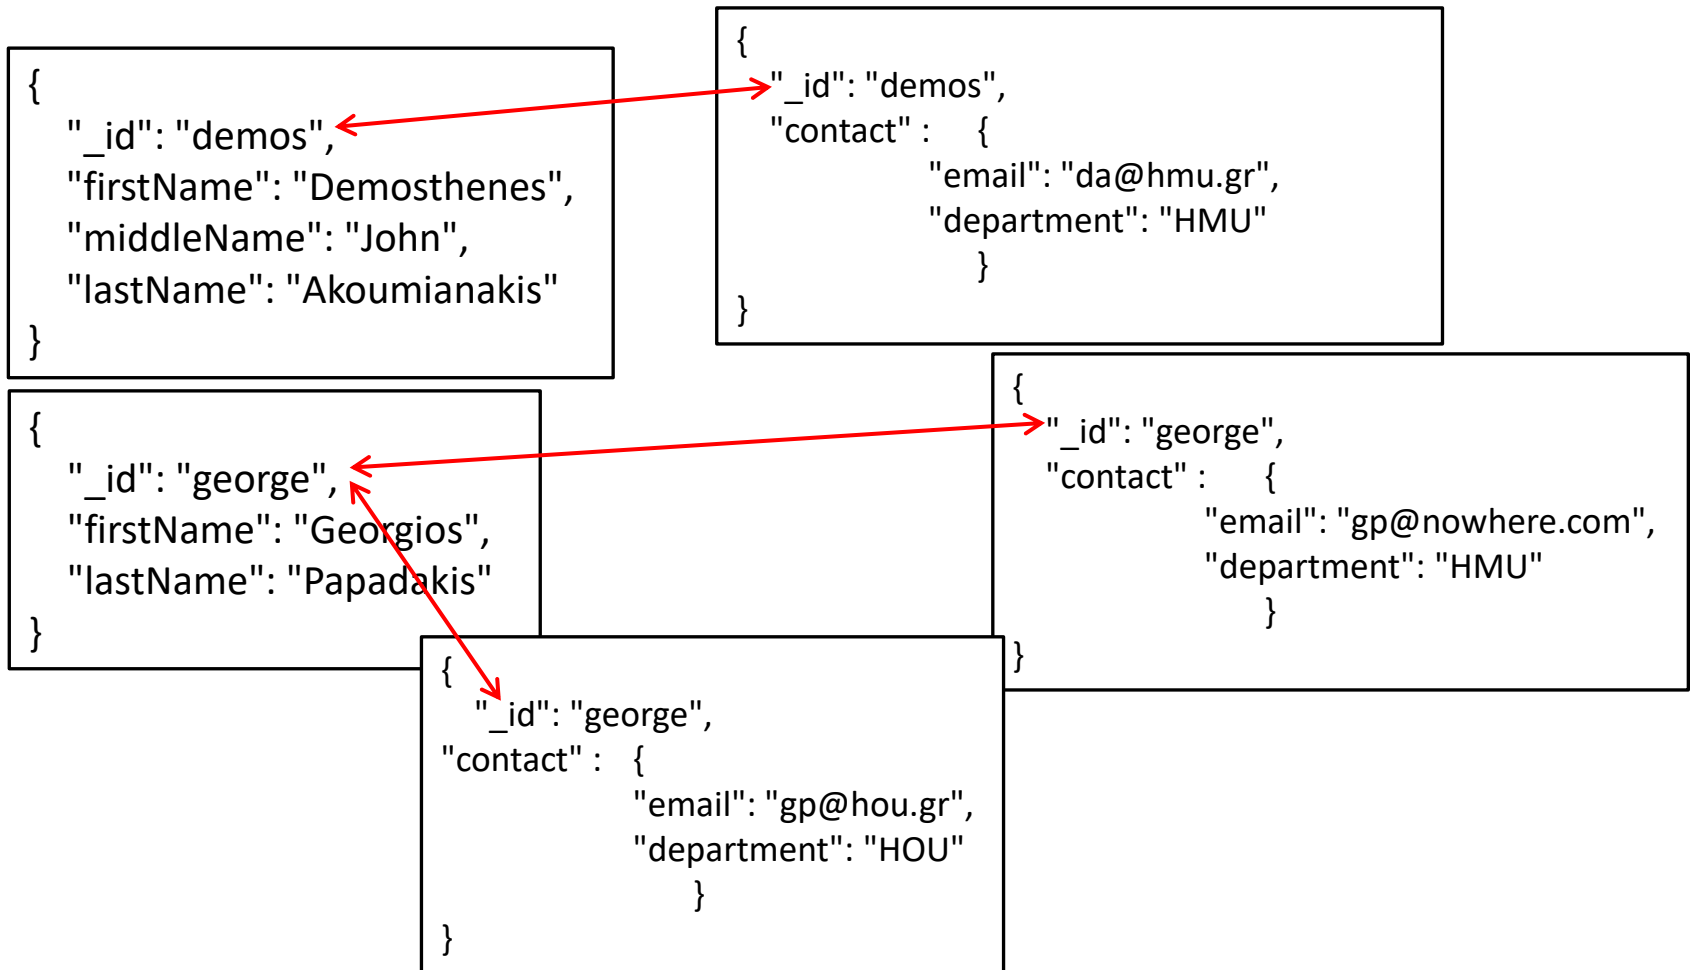 {
"_id": "demos",
"firstName": "Demosthenes",
"middleName": "John",
"lastName": "Akoumianakis"
}
{
"_id": "demos",
"contact" : {
"email": "da@hmu.gr",
"department": "HMU"
}
}
{
"_id": "george",
"firstName": "Georgios",
"lastName": "Papadakis"
}
{
"_id": "george",
"contact" : {
"email": "gp@nowhere.com",
"department": "HMU"
}
}
{
"_id": "george",
"contact" : {
"email": "gp@hou.gr",
"department": "HOU"
}
}